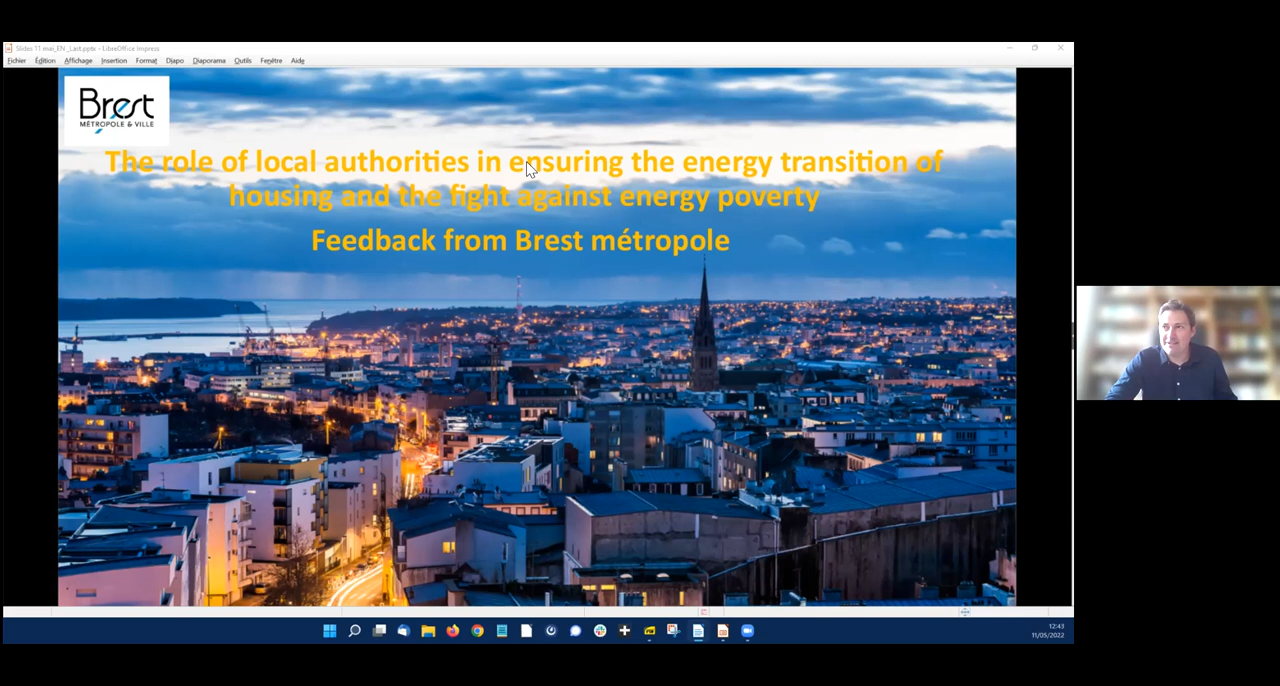 Slides 11 mai_EN _Last.pptx - LibreOffice Impress
Fichier Édition Affichage Insertion Format Diapo Diaporama Outils Fenêtre Aide
Brest
MÉTROPOLE & VILLE
The role of local authorities in ensuring the energy transition of
housing and the fight against energy poverty
Feedback from Brest métropole
12:43
11/05/2022